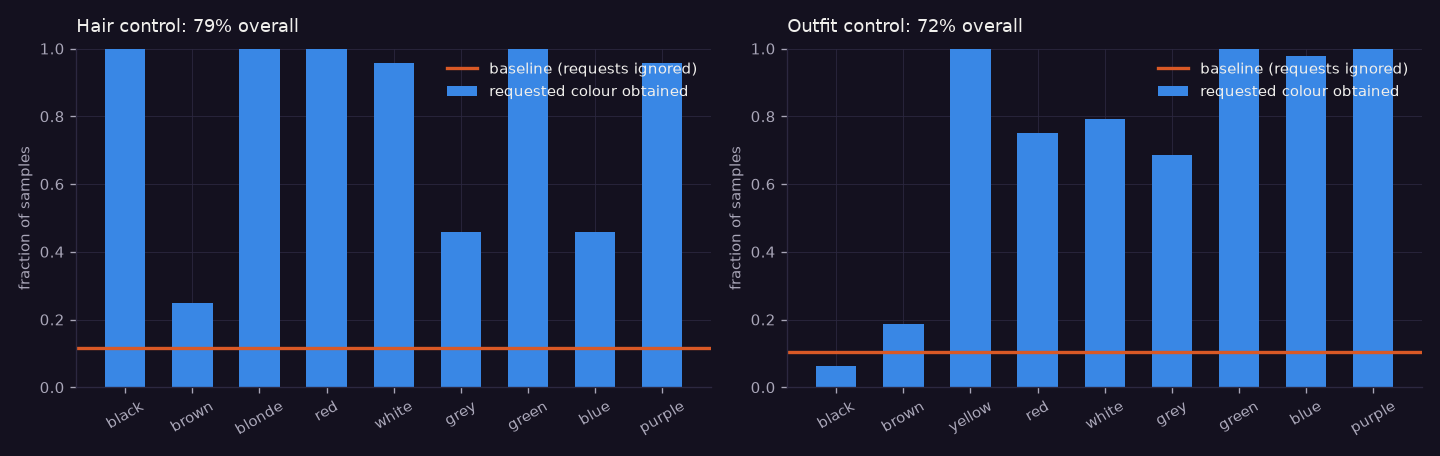 Hair control: 79% overall
fraction of samples
1.0
0.8
0.6
0.4
0.2
0.0
baseline (requests ignored)
requested colour obtained
black
brown
blonde
red
white
grey
green
blue
purple
Outfit control: 72% overall
fraction of samples
1.0
0.8
0.6
0.4
0.2
0.0
baseline (requests ignored)
requested colour obtained
black
brown
yellow
red
white
grey
green
blue
purple